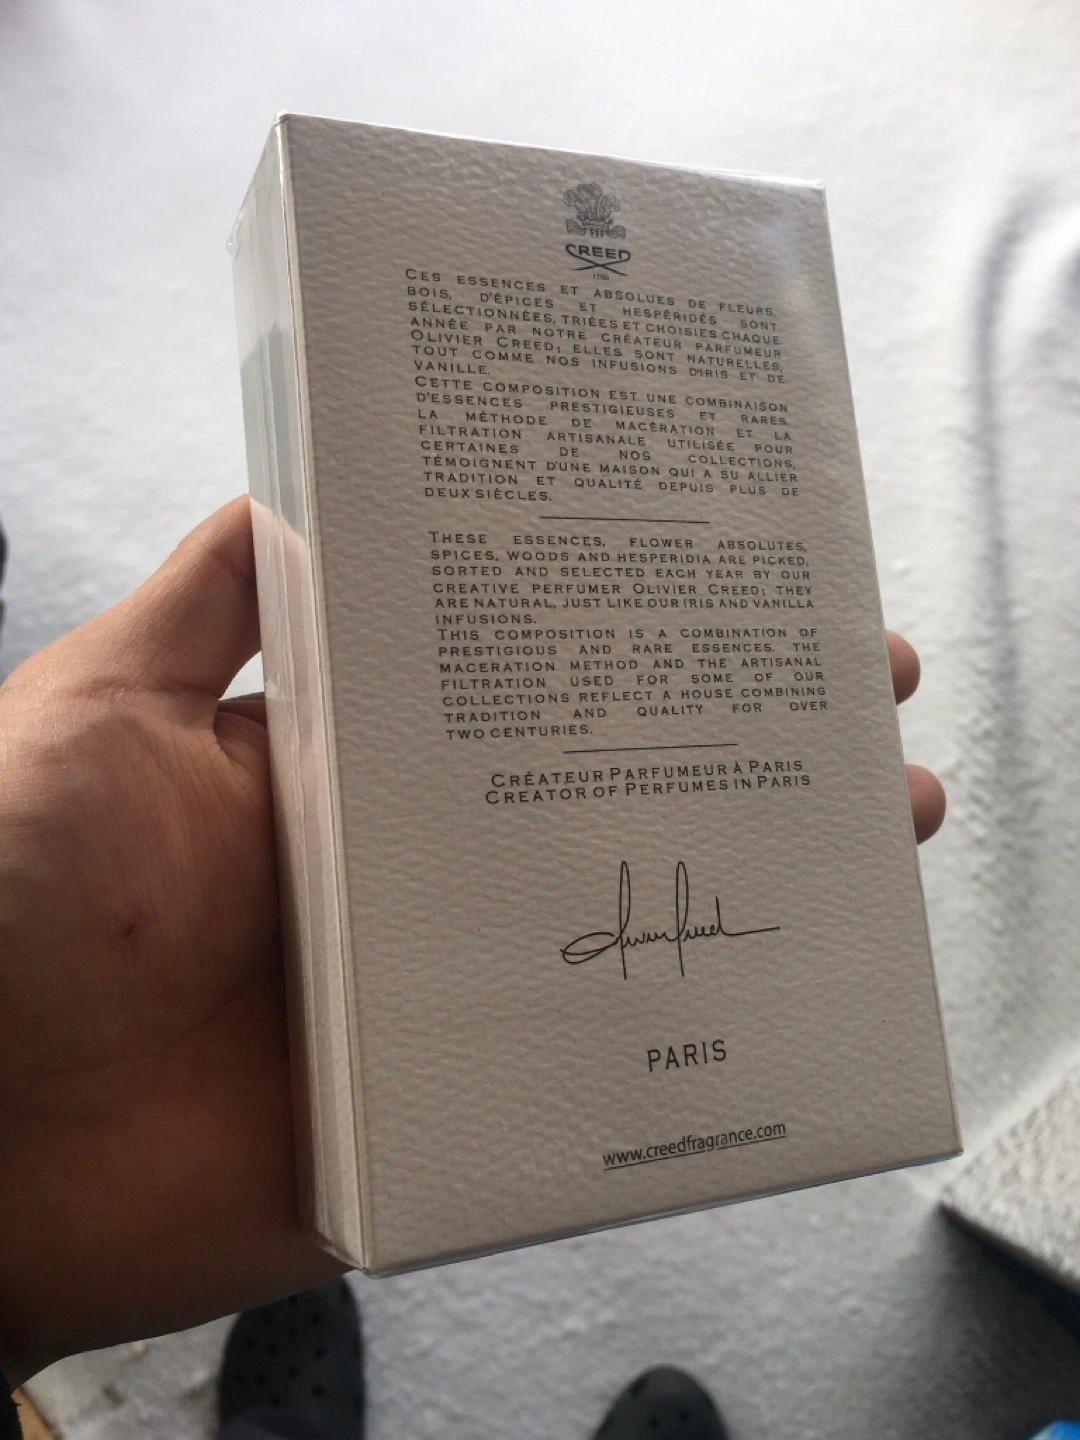 CREED
1760
CES ESSENCES ET ABSOLUES DE FLEURS,
BOIS, D'ÉPICES ET HESPÉRIDÉS SONT
SÉLECTIONNÉES, TRIÉES ET CHOISIES CHAQUE
ANNÉE PAR NOTRE CRÉATEUR PARFUMEUR
OLIVIER CREED; ELLES SONT NATURELLES,
TOUT COMME NOS INFUSIONS D'IRIS ET DE
VANILLE.
CETTE COMPOSITION EST UNE COMBINAISON
D'ESSENCES PRESTIGIEUSES ET RARES.
LA MÉTHODE DE MACÉRATION ET LA
FILTRATION ARTISANALE UTILISÉE POUR
CERTAINES DE NOS COLLECTIONS,
TÉMOIGNENT D'UNE MAISON QUI A SU ALLIER
TRADITION ET QUALITÉ DEPUIS PLUS DE
DEUX SIÈCLES.
THESE ESSENCES, FLOWER ABSOLUTES,
SPICES, WOODS AND HESPERIDIA ARE PICKED,
SORTED AND SELECTED EACH YEAR BY OUR
CREATIVE PERFUMER OLIVIER CREED; THEY
ARE NATURAL, JUST LIKE OUR IRIS AND VANILLA
INFUSIONS.
THIS COMPOSITION IS A COMBINATION OF
PRESTIGIOUS AND RARE ESSENCES. THE
MACERATION METHOD AND THE ARTISANAL
FILTRATION USED FOR SOME OF OUR
COLLECTIONS REFLECT A HOUSE COMBINING
TRADITION AND QUALITY FOR OVER
TWO CENTURIES.
CRÉATEUR PARFUMEUR À PARIS
CREATOR OF PERFUMES IN PARIS
PARIS
www.creedfragrance.com